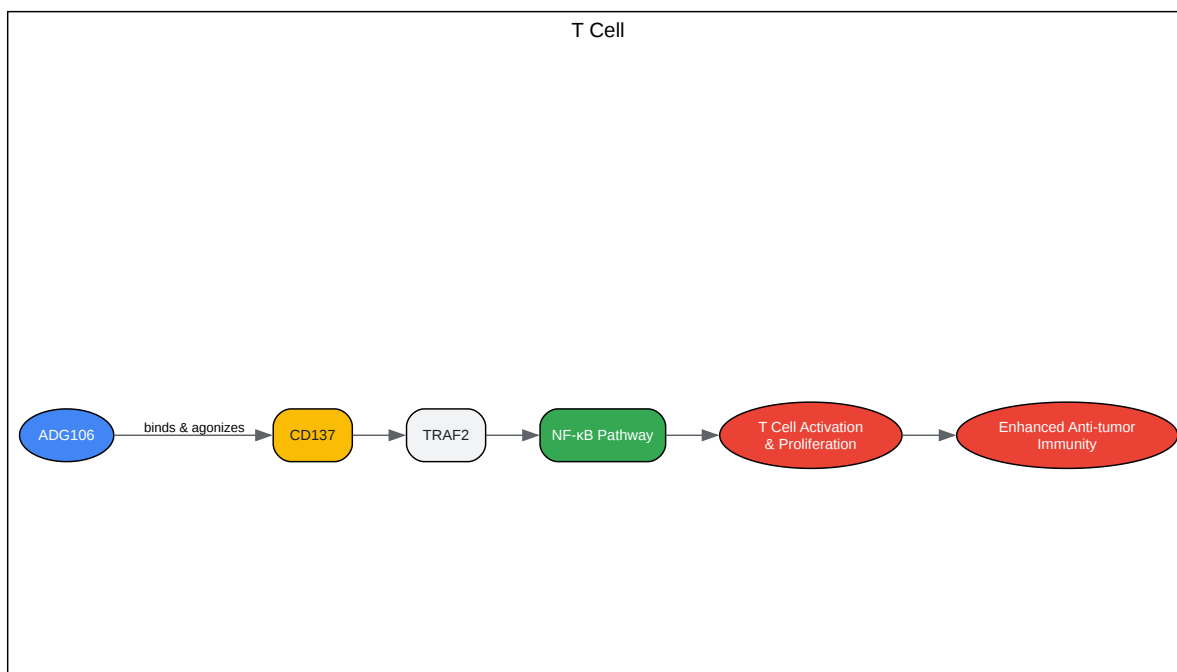 T Cell
ADG106
binds & agonizes
CD137
TRAF2
NF-κB Pathway
T Cell Activation
& Proliferation
Enhanced Anti-tumor
Immunity